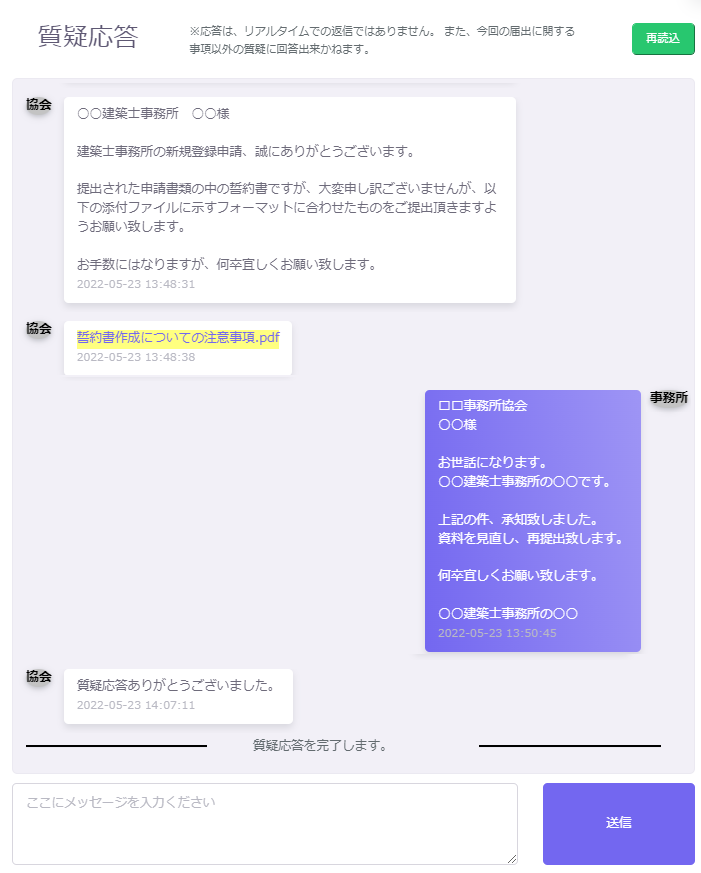 質疑応答
※応答は、リアルタイムでの返信ではありません。 また、今回の届出に関する
事項以外の質疑に回答出来かねます。
再読込
協会
〇〇建築士事務所　〇〇様
建築士事務所の新規登録申請、誠にありがとうございます。
提出された申請書類の中の誓約書ですが、大変申し訳ございませんが、以
下の添付ファイルに示すフォーマットに合わせたものをご提出頂きますよ
うお願い致します。
お手数にはなりますが、何卒宜しくお願い致します。
2022-05-23 13:48:31
協会
誓約書作成についての注意事項.pdf
2022-05-23 13:48:38
事務所
ロロ事務所協会
〇〇様
お世話になります。
〇〇建築士事務所の〇〇です。
上記の件、承知致しました。
資料を見直し、再提出致します。
何卒宜しくお願い致します。
〇〇建築士事務所の〇〇
2022-05-23 13:50:45
協会
質疑応答ありがとうございました。
2022-05-23 14:07:11
質疑応答を完了します。
ここにメッセージを入力ください
送信